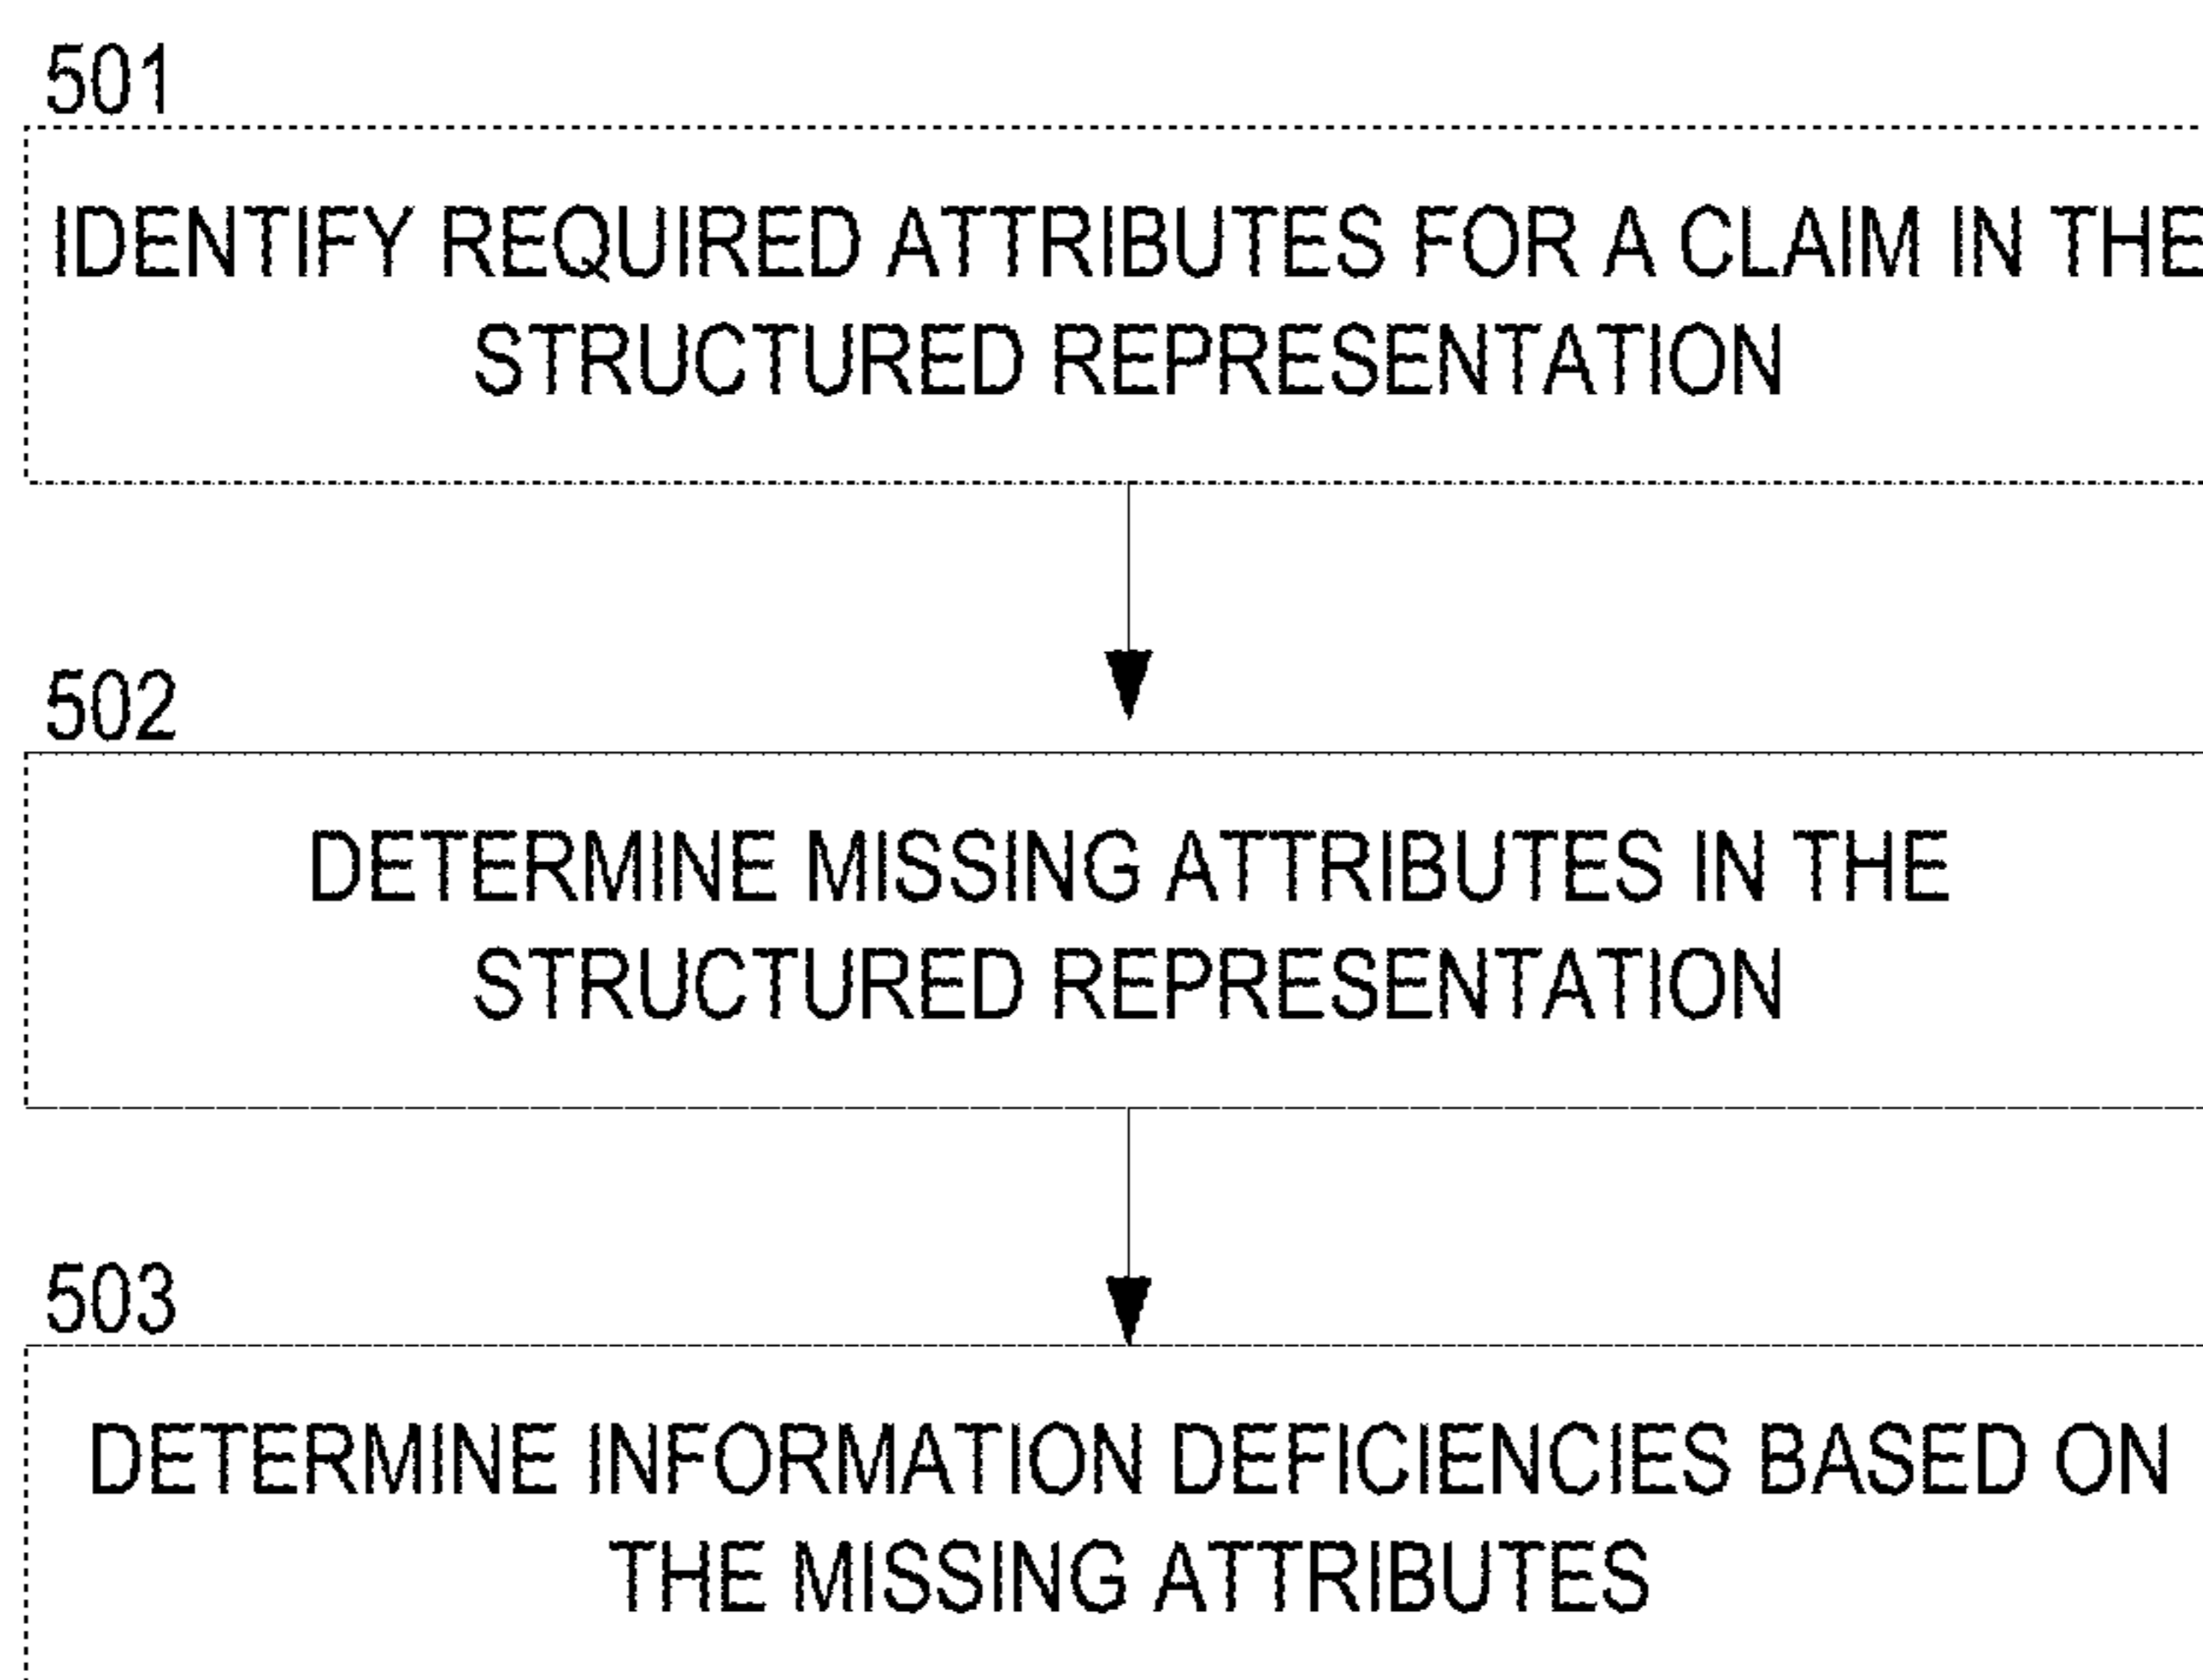 501
IDENTIFY REQUIRED ATTRIBUTES FOR A CLAIM IN THE
STRUCTURED REPRESENTATION
502
DETERMINE MISSING ATTRIBUTES IN THE
STRUCTURED REPRESENTATION
503
DETERMINE INFORMATION DEFICIENCIES BASED ON
THE MISSING ATTRIBUTES